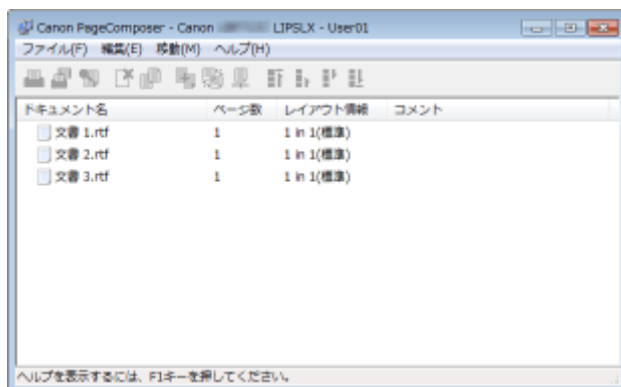 Canon PageComposer - Canon LIPSLX - User01
ファイル(F) 編集(E) 移動(M) ヘルプ(H)
ドキュメント名 ページ数 レイアウト情報 コメント
文書 1.rtf 1 1 in 1(標準)
文書 2.rtf 1 1 in 1(標準)
文書 3.rtf 1 1 in 1(標準)
ヘルプを表示するには、F1キーを押してください。